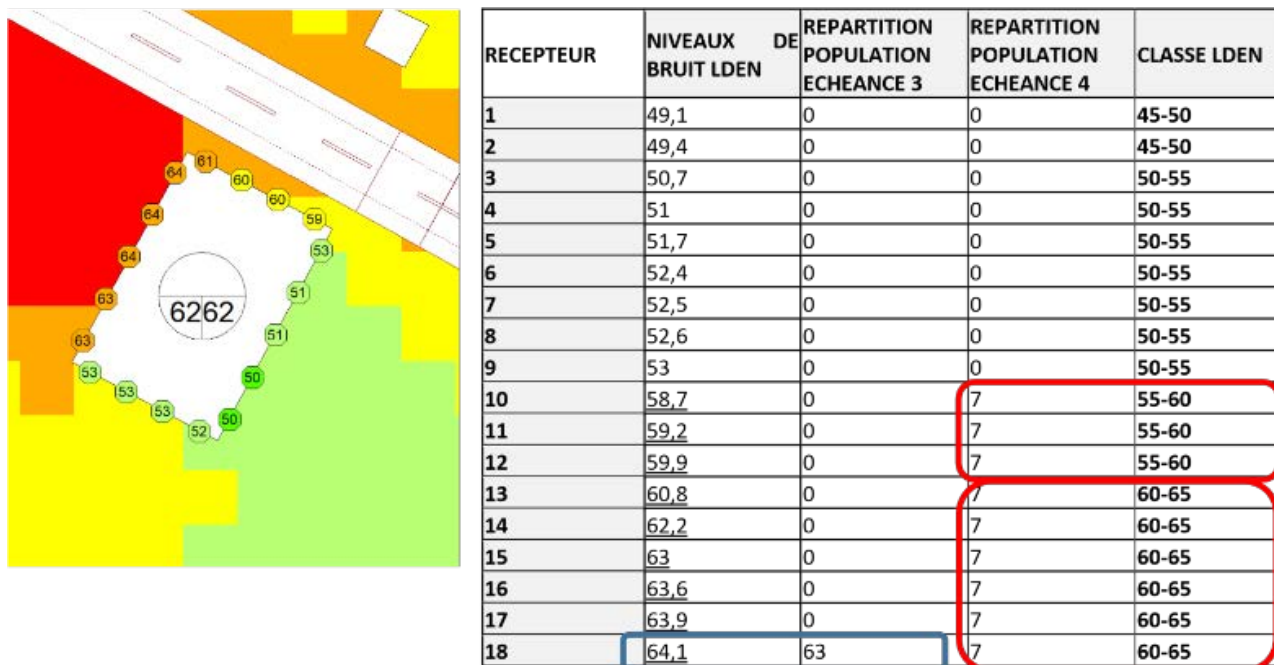 64
61
60
60
59
64
53
64
51
63
6262
51
63
50
53
53
53
50
52
RECEPTEUR
NIVEAUX DE
BRUIT LDEN
REPARTITION
POPULATION
ECHEANCE 3
REPARTITION
POPULATION
ECHEANCE 4
CLASSE LDEN
1 49,1 0 0 45-50
2 49,4 0 0 45-50
3 50,7 0 0 50-55
4 51 0 0 50-55
5 51,7 0 0 50-55
6 52,4 0 0 50-55
7 52,5 0 0 50-55
8 52,6 0 0 50-55
9 53 0 0 50-55
10 58,7 0 7 55-60
11 59,2 0 7 55-60
12 59,9 0 7 55-60
13 60,8 0 7 60-65
14 62,2 0 7 60-65
15 63 0 7 60-65
16 63,6 0 7 60-65
17 63,9 0 7 60-65
18 64,1 63 7 60-65